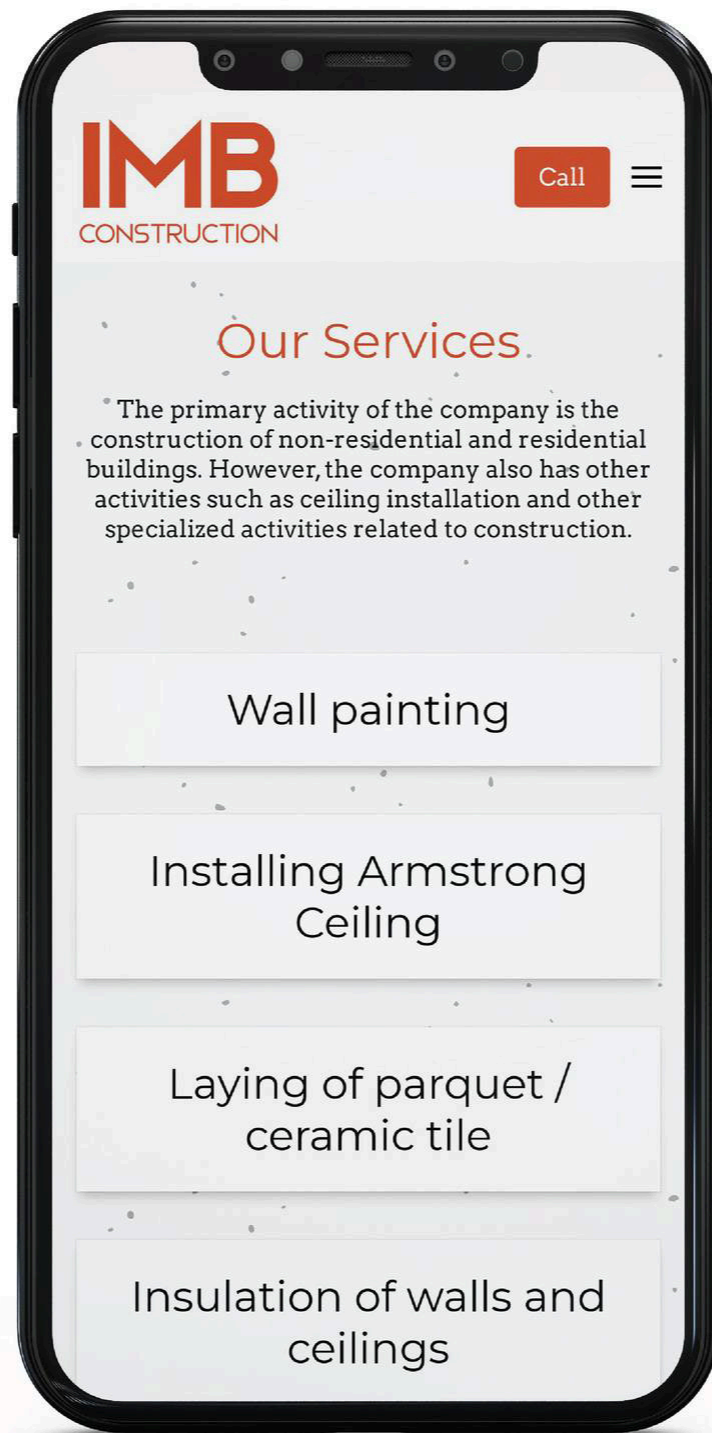 IMB
CONSTRUCTION
Call
Our Services
The primary activity of the company is the
construction of non-residential and residential
buildings. However, the company also has other
activities such as ceiling installation and other
specialized activities related to construction.
Wall painting
Installing Armstrong
Ceiling
Laying of parquet /
ceramic tile
Insulation of walls and
ceilings